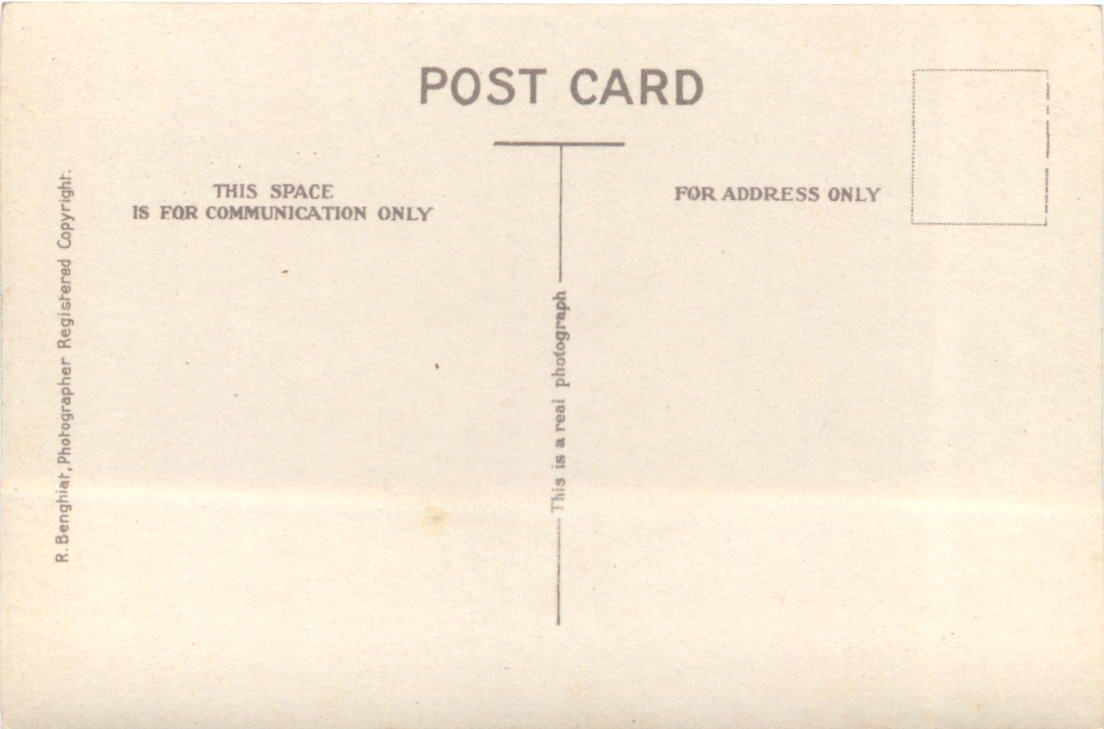 POST CARD
THIS SPACE
IS FOR COMMUNICATION ONLY
FOR ADDRESS ONLY
This is a real photograph
R. Benghiat, Photographer Registered Copyright.